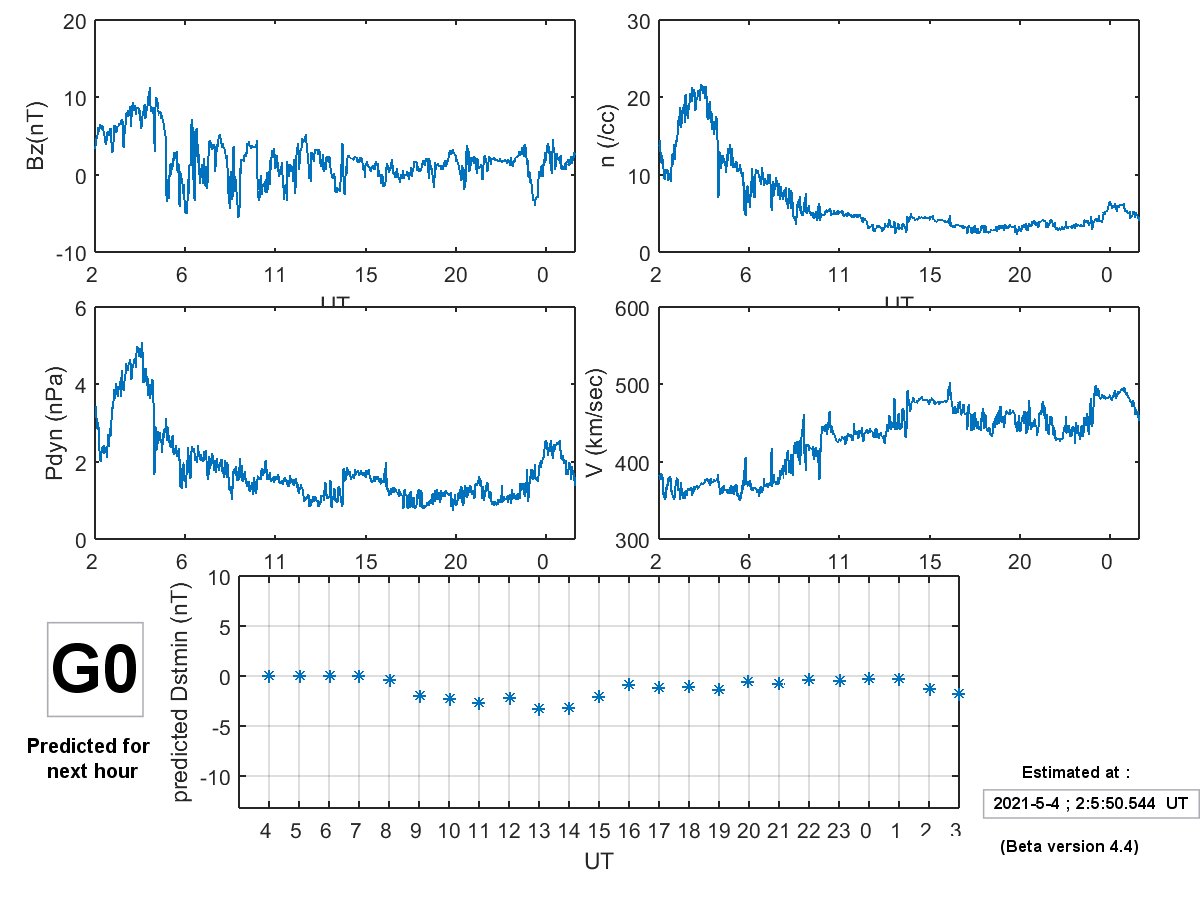 20
10
0
-10
Bz(nT)
2 6 11 15 20 0
UT
30
20
10
0
n (/cc)
2 6 11 15 20 0
UT
6
4
2
0
Pdyn (nPa)
2 6 11 15 20 0
600
500
400
300
V (km/sec)
2 6 11 15 20 0
10
5
0
-5
-10
predicted Dstmin (nT)
4 5 6 7 8 9 10 11 12 13 14 15 16 17 18 19 20 21 22 23 0 1 2 3
UT
G0
Predicted for
next hour
Estimated at :
2021-5-4 ; 2:5:50.544 UT
(Beta version 4.4)